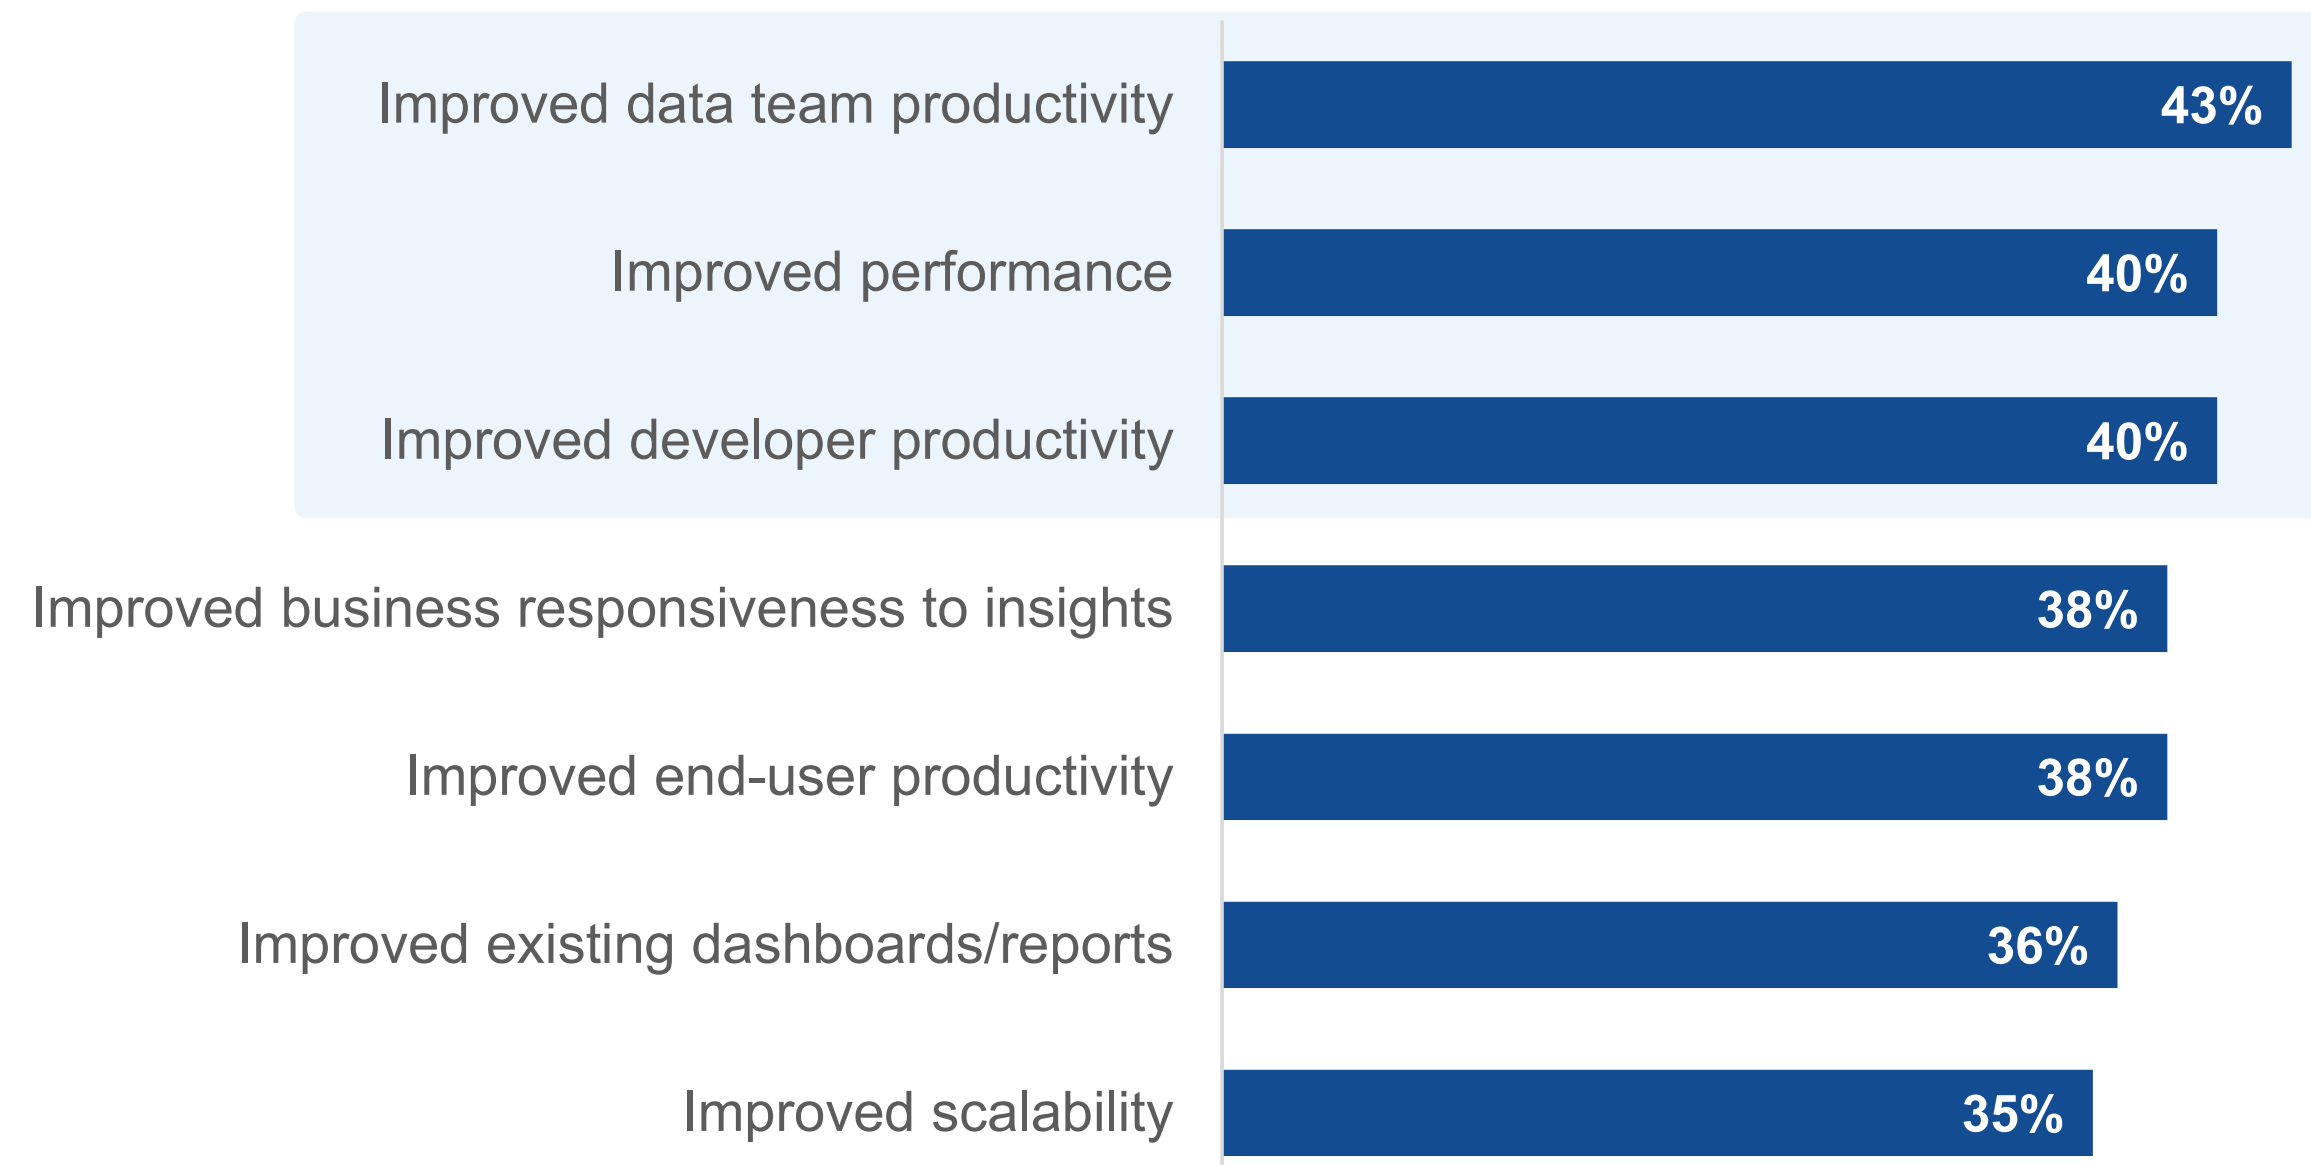 Improved data team productivity 43%
Improved performance 40%
Improved developer productivity 40%
Improved business responsiveness to insights 38%
Improved end-user productivity 38%
Improved existing dashboards/reports 36%
Improved scalability 35%